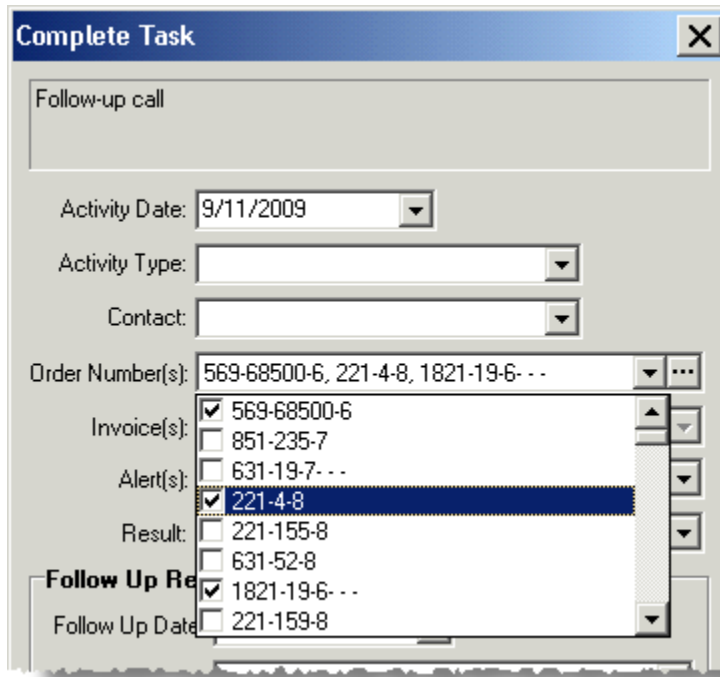 Complete Task
Follow-up call
Activity Date: 9/11/2009
Activity Type:
Contact:
Order Number(s): 569-68500-6, 221-4-8, 1821-19-6- - -
569-68500-6
Invoice(s):
851-235-7
631-19-7- - -
Alert(s):
221-4-8
Result:
221-155-8
631-52-8
Follow Up Re
1821-19-6- - -
Follow Up Date
221-159-8